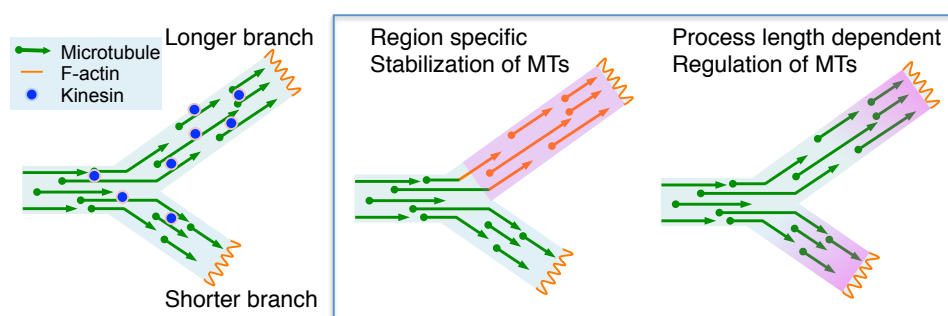 Longer branch
Microtubule
F-actin
Kinesin
Shorter branch
Region specific
Stabilization of MTs
Process length dependent
Regulation of MTs